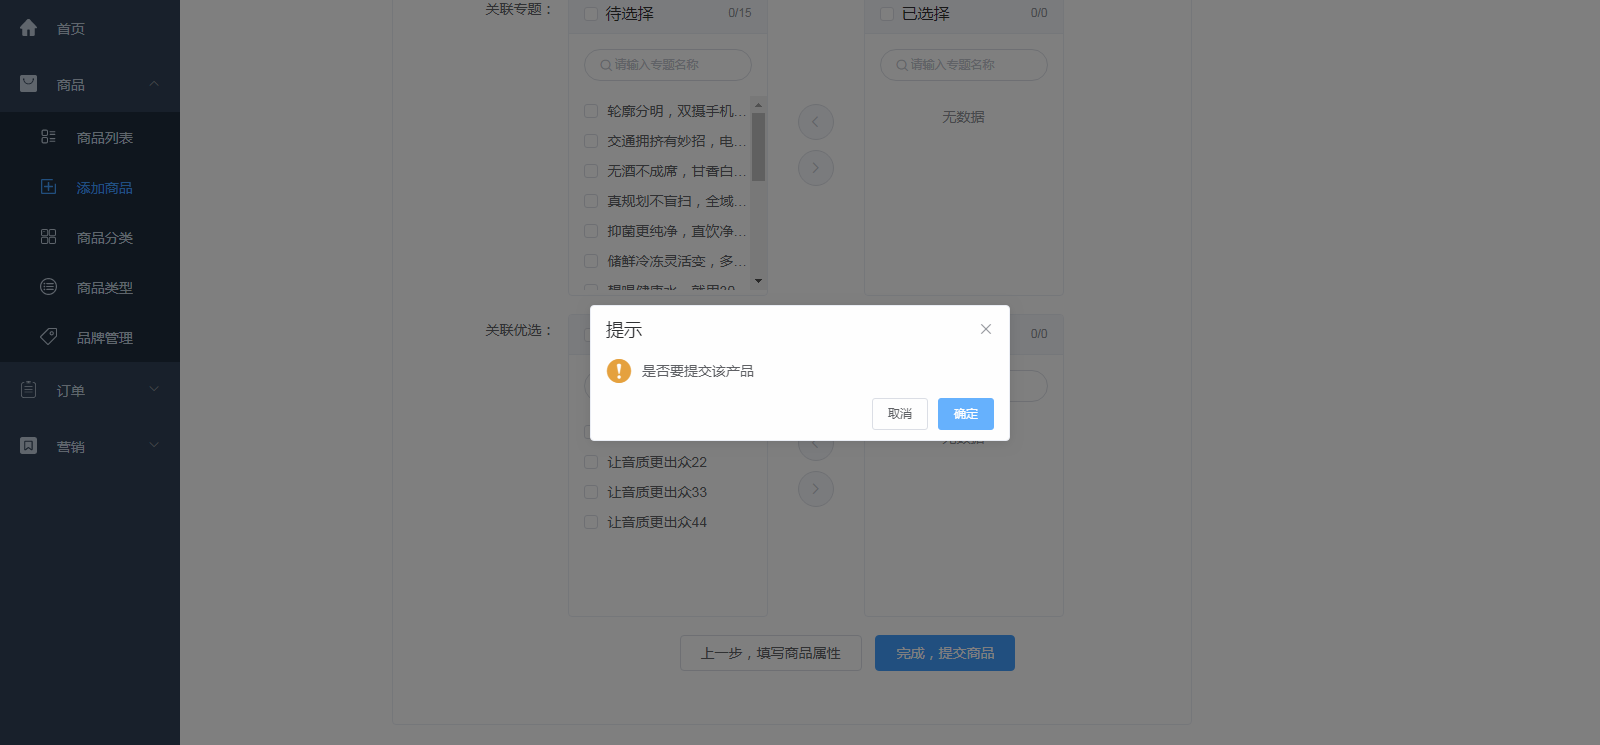 首页
商品
商品列表
添加商品
商品分类
商品类型
品牌管理
订单
营销
关联专题：
待选择 0/15
请输入专题名称
轮廓分明，双摄手机...
交通拥挤有妙招，电...
无酒不成席，甘香白...
真规划不盲扫，全域...
抑菌更纯净，直饮净...
储鲜冷冻灵活变，多...
已选择 0/0
请输入专题名称
无数据
关联优选：
0/0
提示
是否要提交该产品
取消 确定
让音质更出众22
让音质更出众33
让音质更出众44
上一步，填写商品属性 完成，提交商品